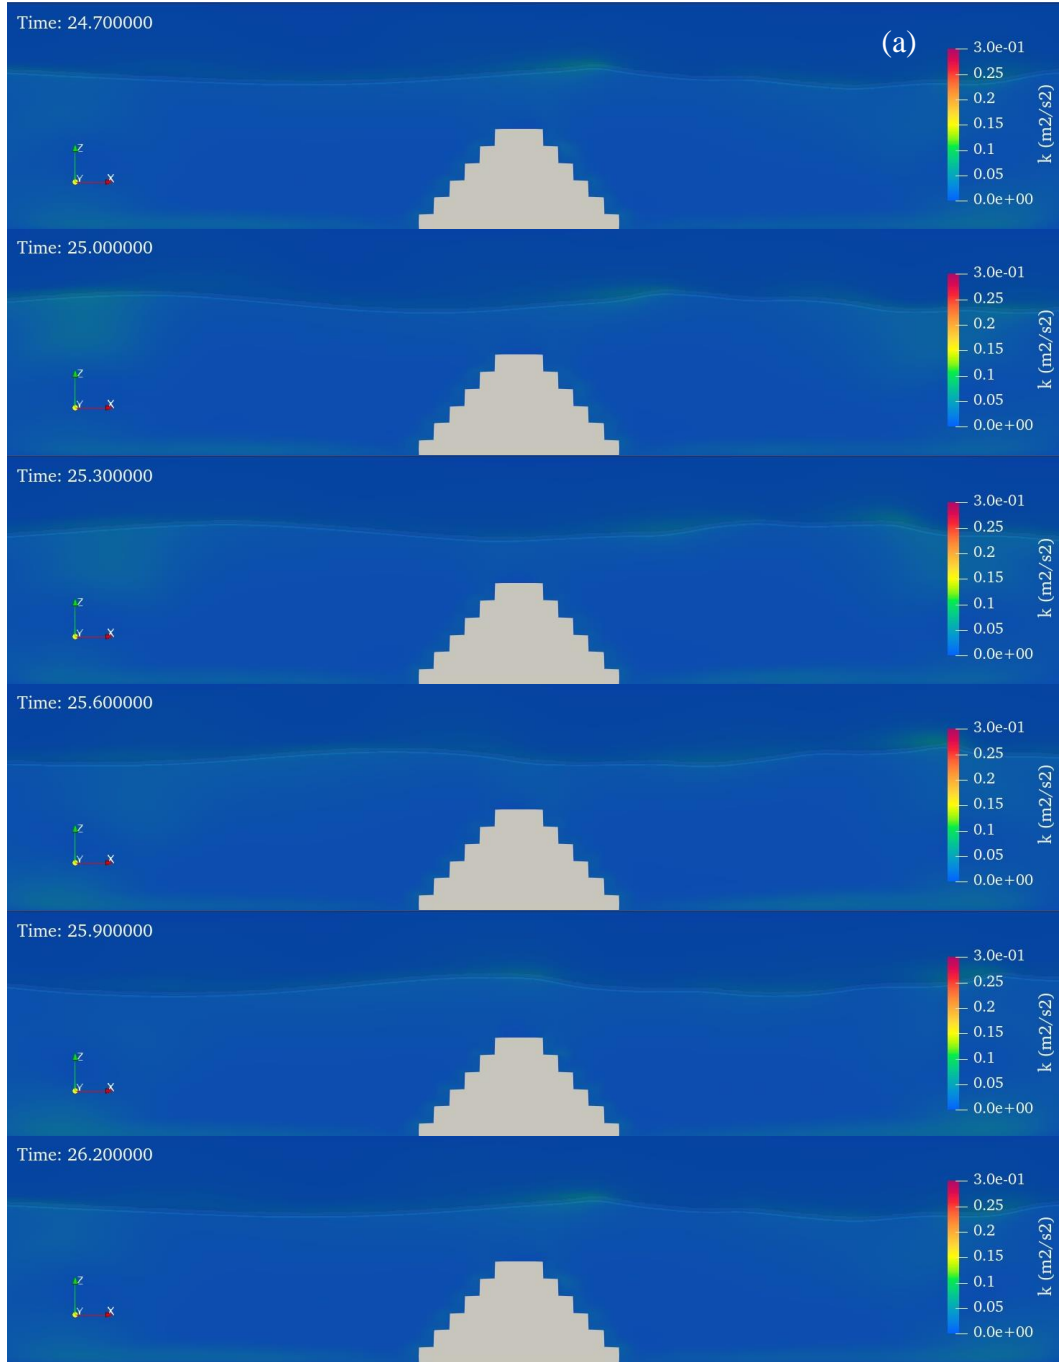 Time: 24.700000
(a)
3.0e-01
0.25
0.2
0.15
0.1
0.05
0.0e+00
k (m2/s2)
Z
Y
X
Time: 25.000000
3.0e-01
0.25
0.2
0.15
0.1
0.05
0.0e+00
k (m2/s2)
Z
Y
X
Time: 25.300000
3.0e-01
0.25
0.2
0.15
0.1
0.05
0.0e+00
k (m2/s2)
Z
Y
X
Time: 25.600000
3.0e-01
0.25
0.2
0.15
0.1
0.05
0.0e+00
k (m2/s2)
Z
Y
X
Time: 25.900000
3.0e-01
0.25
0.2
0.15
0.1
0.05
0.0e+00
k (m2/s2)
Z
Y
X
Time: 26.200000
3.0e-01
0.25
0.2
0.15
0.1
0.05
0.0e+00
k (m2/s2)
Z
Y
X